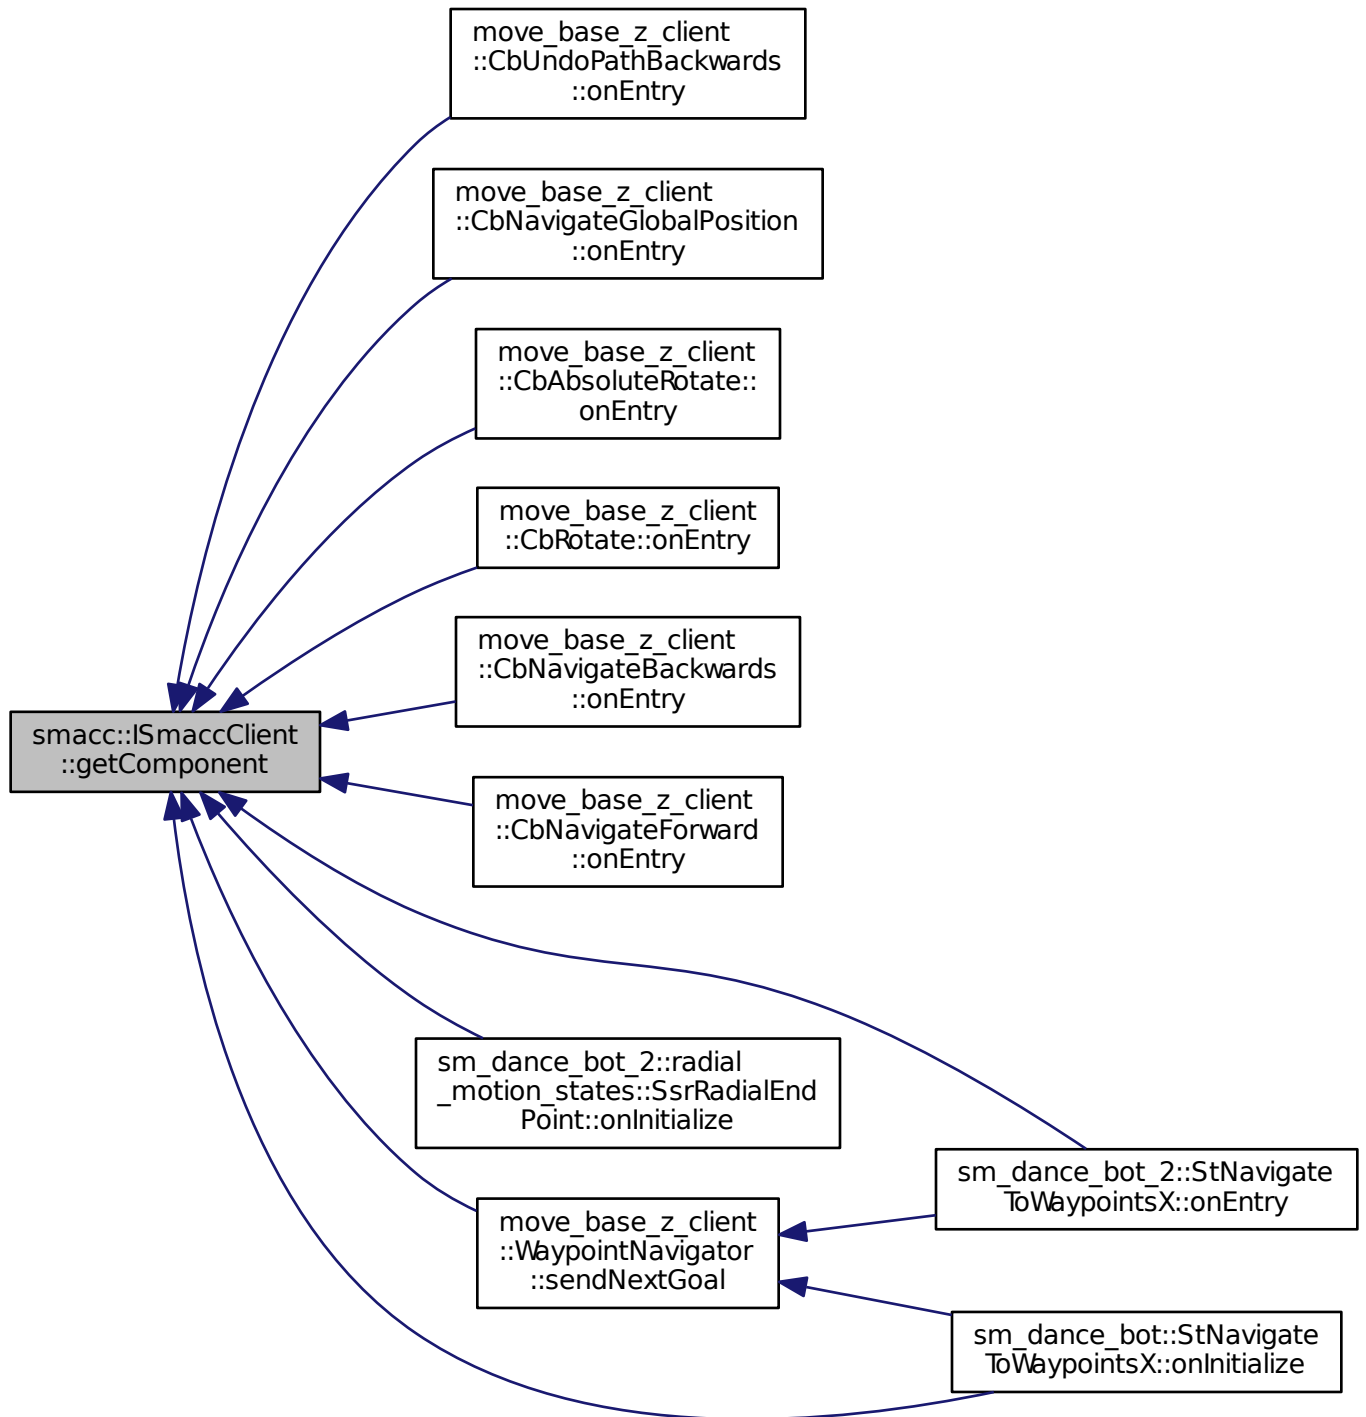 move_base_z_client
::CbUndoPathBackwards
::onEntry
move_base_z_client
::CbNavigateGlobalPosition
::onEntry
move_base_z_client
::CbAbsoluteRotate::
onEntry
move_base_z_client
::CbRotate::onEntry
move_base_z_client
::CbNavigateBackwards
::onEntry
smacc::ISmaccClient
::getComponent
move_base_z_client
::CbNavigateForward
::onEntry
sm_dance_bot_2::radial
_motion_states::SsrRadialEnd
Point::onInitialize
sm_dance_bot_2::StNavigate
ToWaypointsX::onEntry
move_base_z_client
::WaypointNavigator
::sendNextGoal
sm_dance_bot::StNavigate
ToWaypointsX::onInitialize